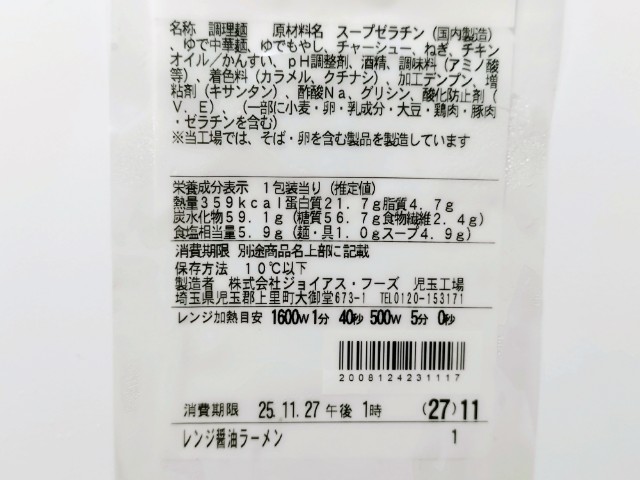 名称 調理麺 原材料名 スープゼラチン(国内製造)
、ゆで中華麺、ゆでもやし、チャーシュー、ねぎ、チキン
オイル/かんすい、pH調整剤、酒精、調味料(アミノ酸
等)、着色料(カラメル、クチナシ)、加工デンプン、増
粘剤(キサンタン)、酢酸Na、グリシン、酸化防止剤(
V.E)、(一部に小麦・卵・乳成分・大豆・鶏肉・豚肉
・ゼラチンを含む)
※当工場では、そば・卵を含む製品を製造しています
栄養成分表示 1包装当り(推定値)
熱量359kcal蛋白質21.7g脂質4.7g
炭水化物59.1g(糖質56.7g食物繊維2.4g)
食塩相当量5.9g(麺・具1.0gスープ4.9g)
消費期限 別途商品名上部に記載
保存方法 10℃以下
製造者 株式会社ジョイアス・フーズ 児玉工場
埼玉県児玉郡上里町大御堂673-1 TEL0120-153171
レンジ加熱目安 1600W 1分 40秒 500W 5分 0秒
2008124231117
消費期限 25.11.27 午後 1時 (27)11
レンジ醤油ラーメン 1